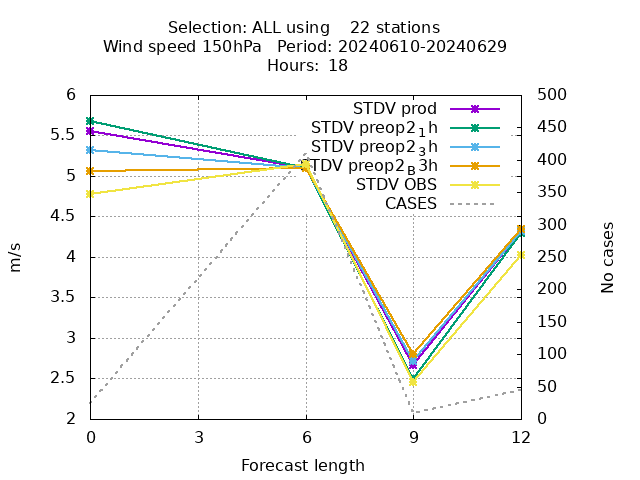 Selection: ALL using    22 stations
Wind speed 150hPa   Period: 20240610-20240629
Hours:  18
6
5.5
5
4.5
4
3.5
3
2.5
2
500
450
400
350
300
250
200
150
100
50
0
STDV prod
STDV preop2₁h
STDV preop2₃h
STDV preop2_B3h
STDV OBS
CASES
m/s
No cases
0 3 6 9 12
Forecast length